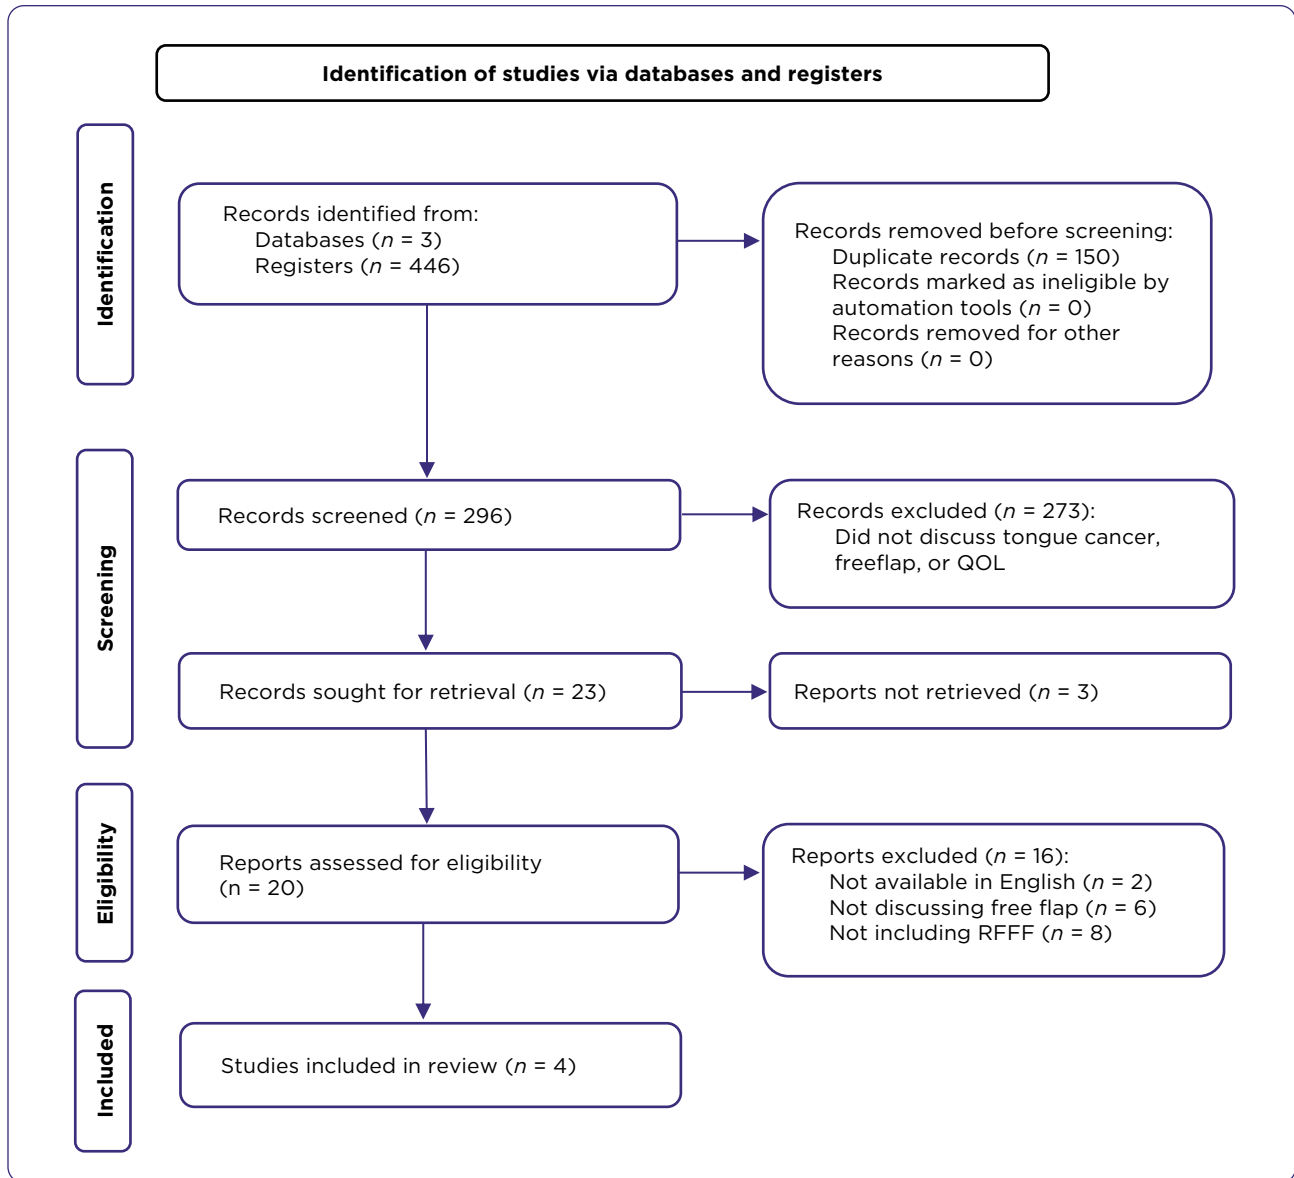 Identification of studies via databases and registers
Identification
Records identified from:
Databases (n = 3)
Registers (n = 446)
Records removed before screening:
Duplicate records (n = 150)
Records marked as ineligible by
automation tools (n = 0)
Records removed for other
reasons (n = 0)
Screening
Records screened (n = 296)
Records excluded (n = 273):
Did not discuss tongue cancer,
freeflap, or QOL
Records sought for retrieval (n = 23)
Reports not retrieved (n = 3)
Eligibility
Reports assessed for eligibility
(n = 20)
Reports excluded (n = 16):
Not available in English (n = 2)
Not discussing free flap (n = 6)
Not including RFFF (n = 8)
Included
Studies included in review (n = 4)